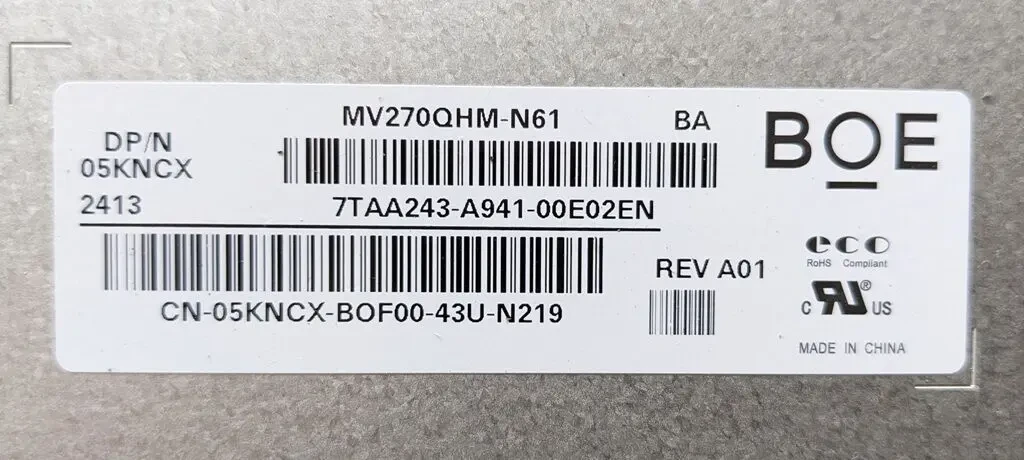 MV270QHM-N61 BA
BOE
DP/N
05KNCX
2413
7TAA243-A941-00E02EN
CN-05KNCX-BOF00-43U-N219
REV A01
eco
RoHS Compliant
C RU® US
MADE IN CHINA